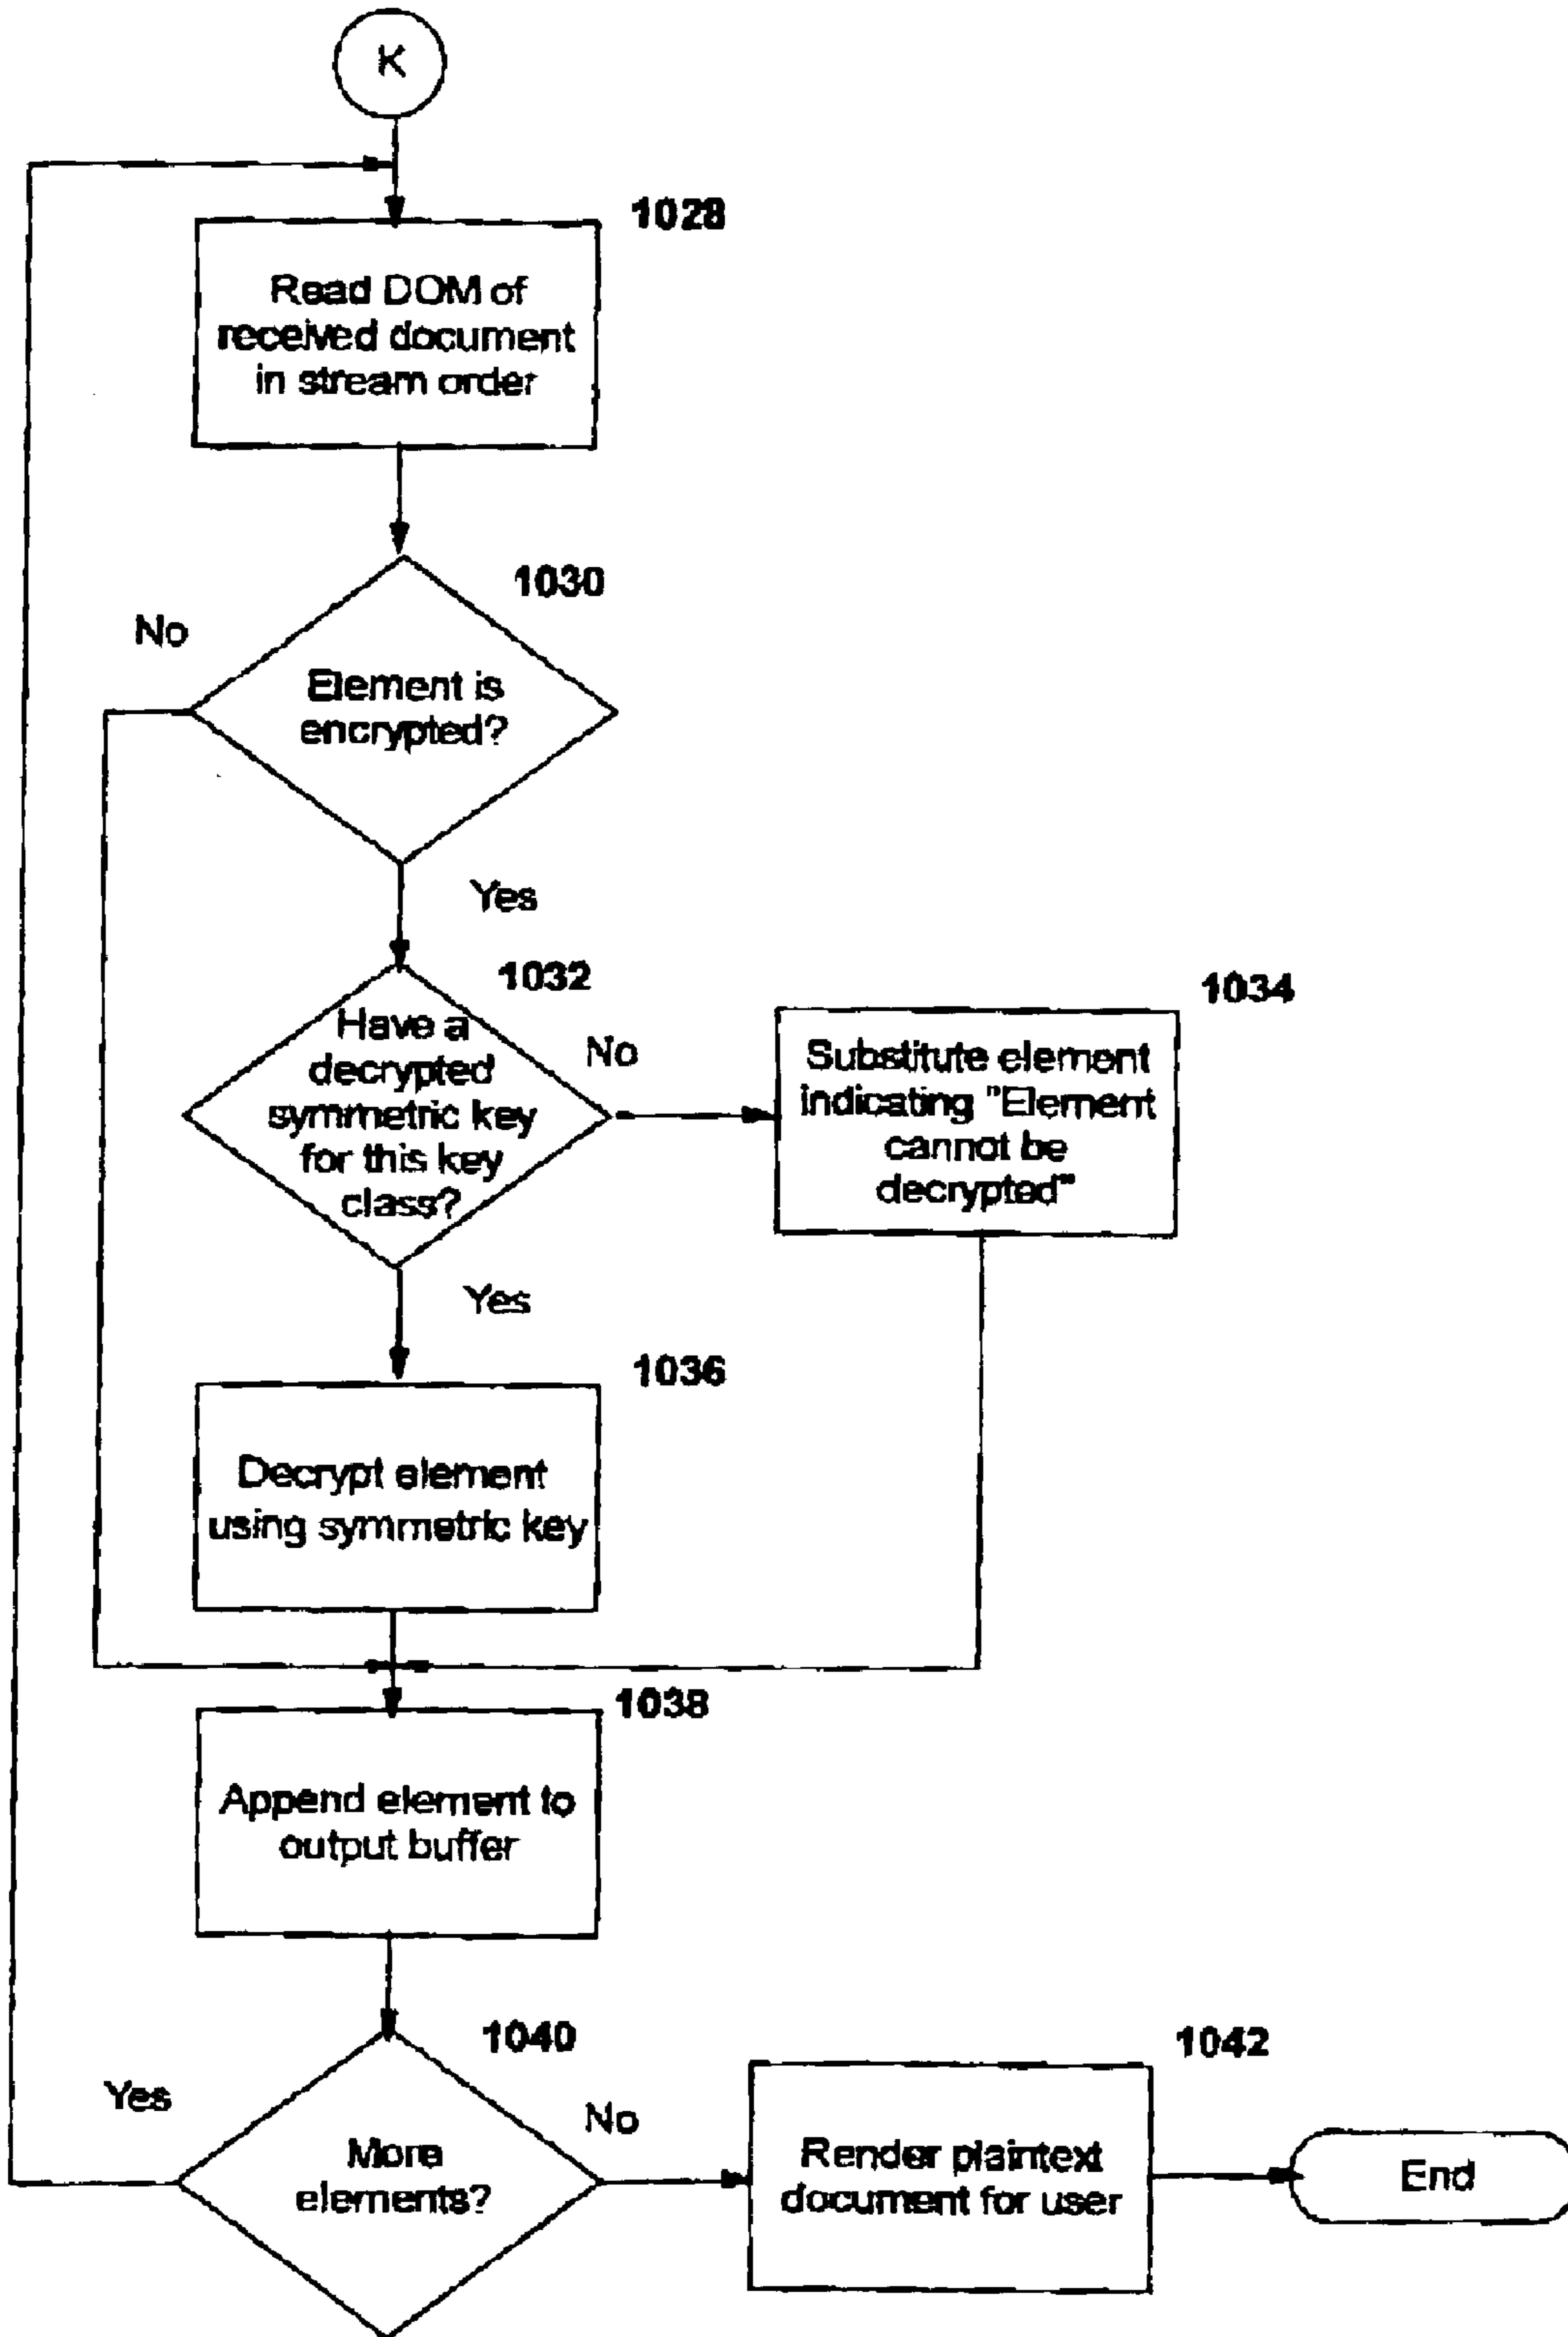 K
1028
Read DOM of
received document
in stream order
1030
No
Element is
encrypted?
Yes
1032
Have a
decrypted
symmetric key
for this key
class?
No
1034
Substitute element
indicating "Element
cannot be
decrypted"
Yes
1036
Decrypt element
using symmetric key
1038
Append element to
output buffer
1040
Yes
More
elements?
No
1042
Render plaintext
document for user
End